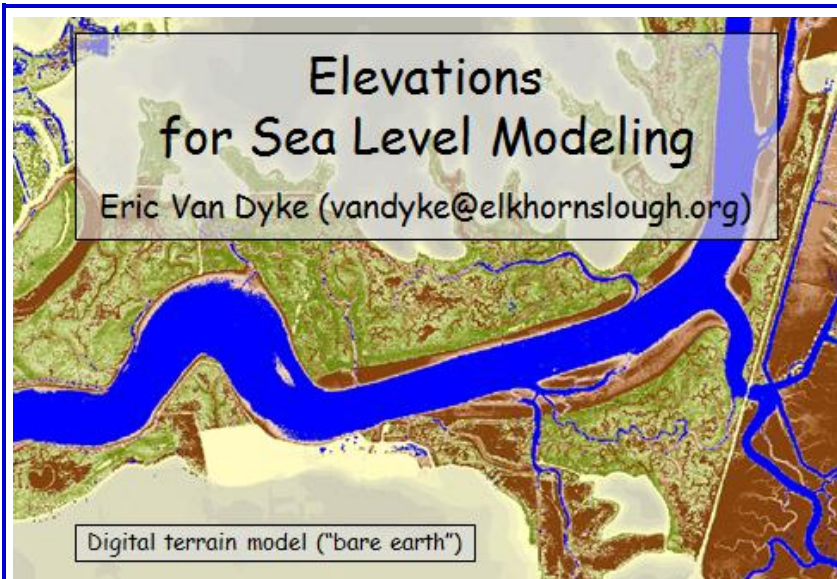 Elevations
for Sea Level Modeling
Eric Van Dyke (vandyke@elkhornslough.org)
Digital terrain model ("bare earth")